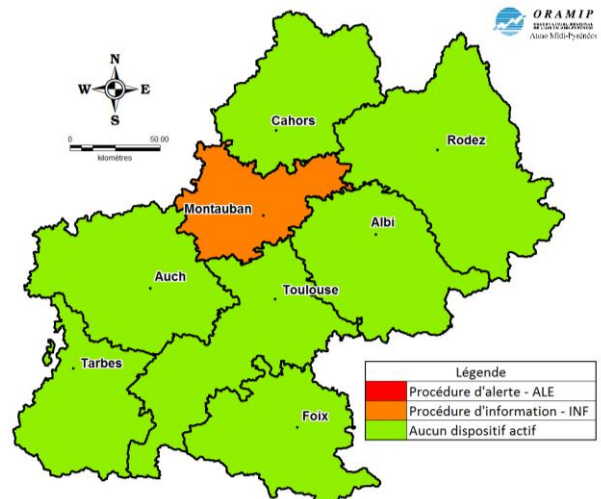 ORAMIP
Atmo Midi-Pyrénées
N
W E
S
0 50.00
kilomètres
Cahors
Rodez
Montauban
Albi
Auch
Toulouse
Tarbes
Foix
Légende
Procédure d'alerte - ALE
Procédure d'information - INF
Aucun dispositif actif